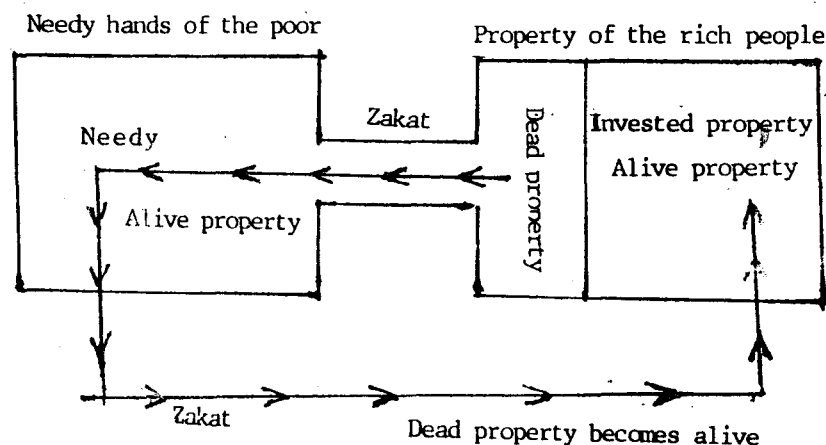 Needy hands of the poor
Property of the rich people
Zakat
Dead property
Invested property
Alive property
Needy
Alive property
Zakat
Dead property becomes alive